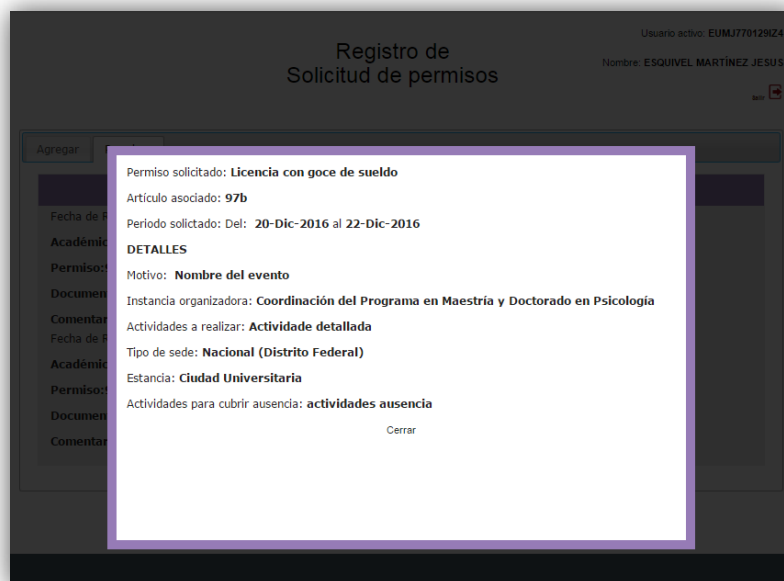 Registro de
Solicitud de permisos
Usuario activo: EUMJ770129IZ4
Nombre: ESQUIVEL MARTÍNEZ JESUS
Agregar
Permiso solicitado: Licencia con goce de sueldo
Artículo asociado: 97b
Periodo solictado: Del: 20-Dic-2016 al 22-Dic-2016
DETALLES
Motivo: Nombre del evento
Instancia organizadora: Coordinación del Programa en Maestría y Doctorado en Psicología
Actividades a realizar: Actividade detallada
Tipo de sede: Nacional (Distrito Federal)
Estancia: Ciudad Universitaria
Actividades para cubrir ausencia: actividades ausencia
Cerrar
Fecha de R
Académic
Permiso:9
Documen
Comentar
Fecha de R
Académic
Permiso:9
Documen
Comentar